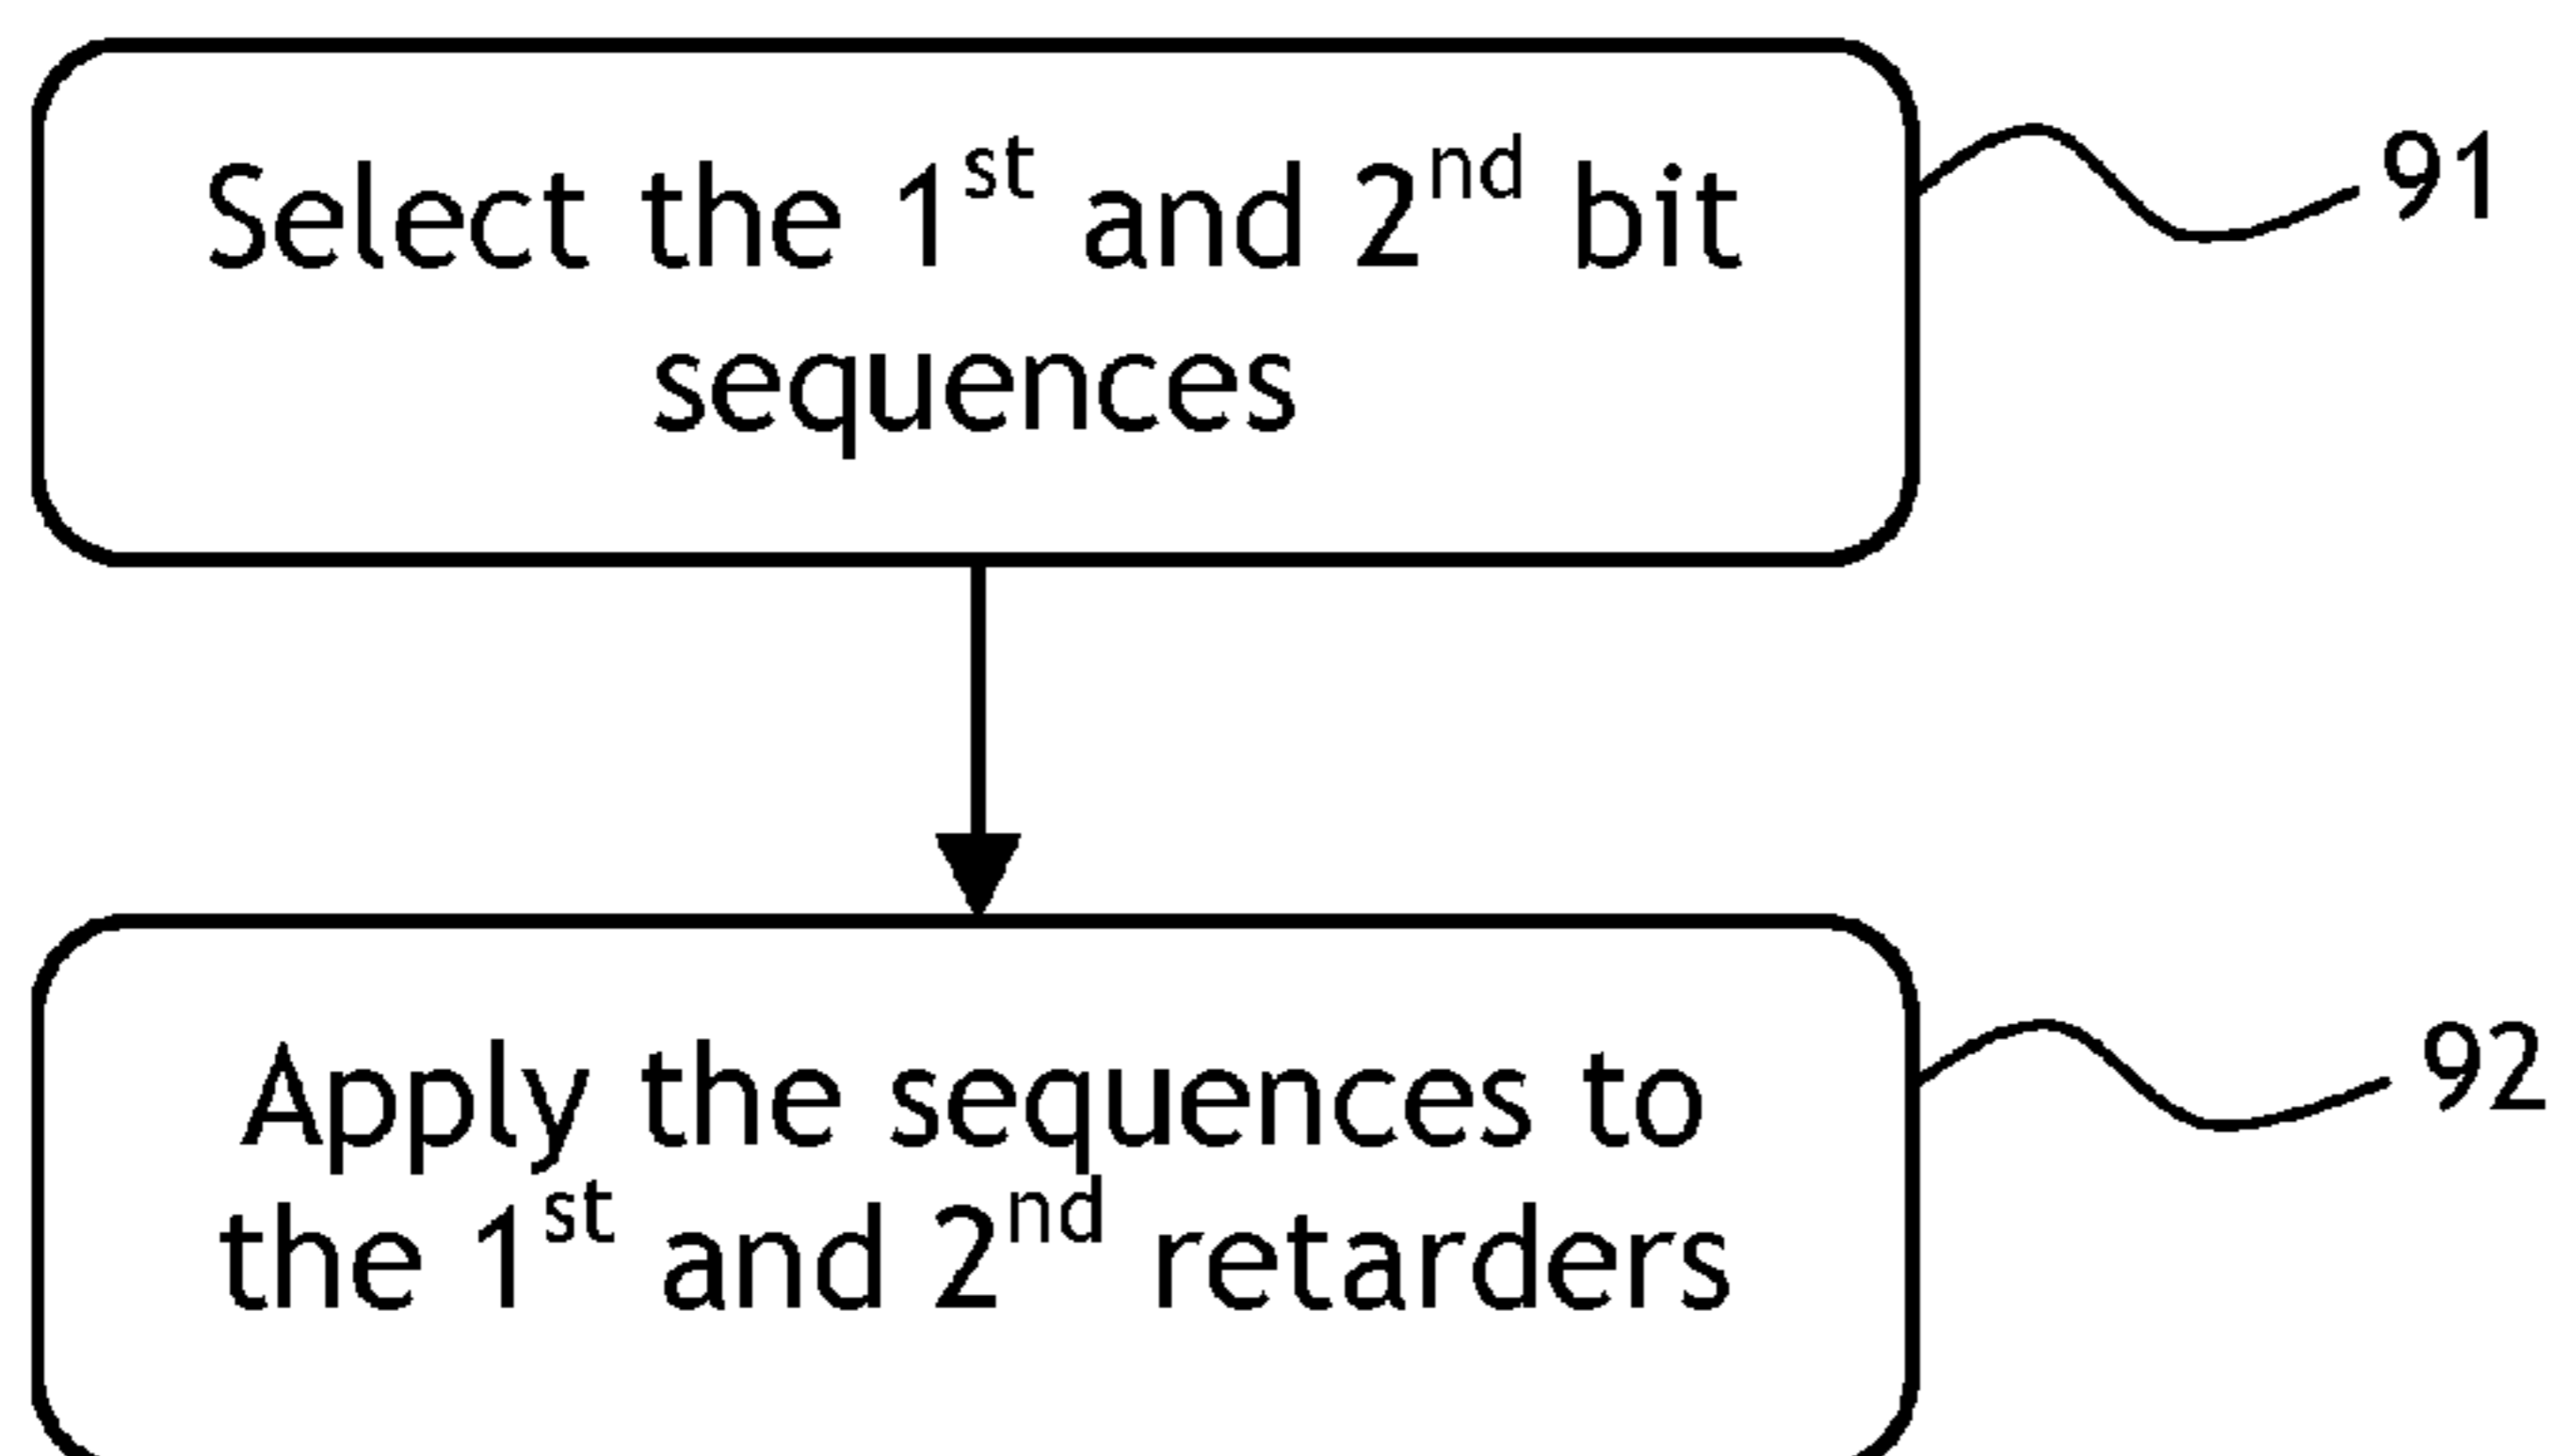 Select the 1st and 2nd bit
sequences
91
Apply the sequences to
the 1st and 2nd retarders
92